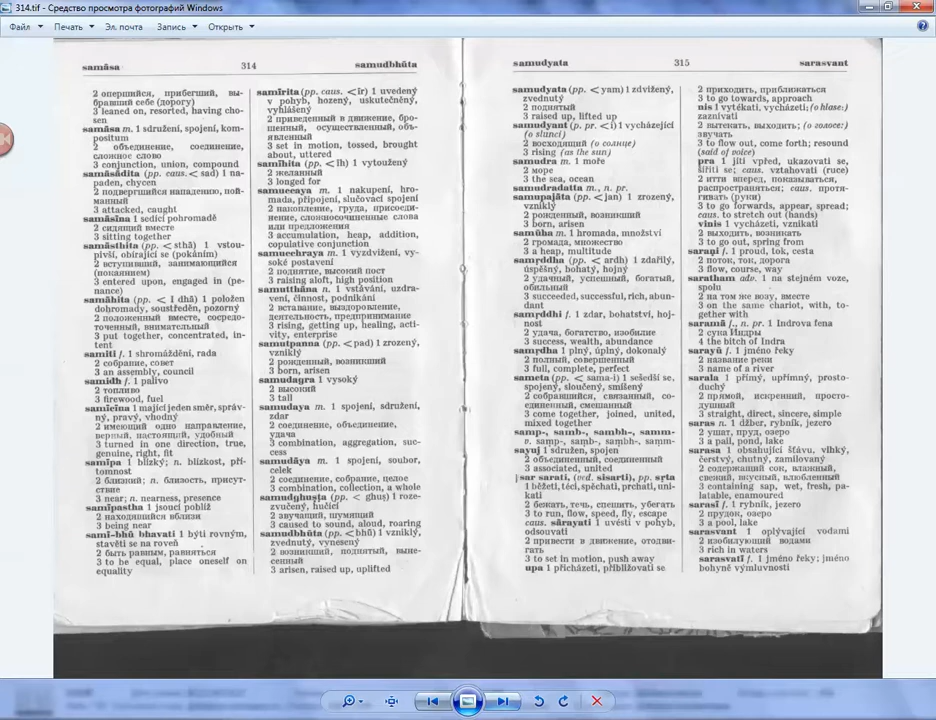 314.tif - Средство просмотра фотографий Windows
Файл Печать Эл. почта Запись Открыть
samāsa 314 samudbhūta
2 опершийся, прибегший, вы-
бравший себе (дорогу)
3 leaned on, resorted, having cho-
sen
samāsa m. 1 sdružení, spojení, kom-
positum
2 объединение, соединение,
сложное слово
3 conjunction, union, compound
samāsādita (pp. caus. < sad) 1 na-
paden, chycen
2 подвергшийся нападению, пой-
манный
3 attacked, caught
samāsīna 1 sedící pohromadě
2 сидящий вместе
3 sitting together
samāsthita (pp. < sthā) 1 vstou-
pivší, obírající se (pokáním)
2 вступивший, занимающийся
(покаянием)
3 entered upon, engaged in (pe-
nance)
samāhita (pp. < I dhā) 1 položen
dohromady, soustředěn, pozorný
2 положенный вместе, сосредо-
точенный, внимательный
3 put together, concentrated, in-
tent
samiti f. 1 shromáždění, rada
2 собрание, совет
3 an assembly, council
samidh f. 1 palivo
2 топливо
3 firewood, fuel
samīcīna 1 mající jeden směr, správ-
ný, pravý, vhodný
2 имеющий одно направление,
верный, настоящий, удобный
3 turned in one direction, true,
genuine, right, fit
samīpa 1 blízký; n. blízkost, pří-
tomnost
2 близкий; n. близость, присут-
ствие
3 near; n. nearness, presence
samīpastha 1 jsoucí poblíž
2 находящийся вблизи
3 being near
samī-bhū bhavati 1 býti rovným,
stavěti se na roveň
2 быть равным, равняться
3 to be equal, place oneself on
equality
samīrita (pp. caus. < īr) 1 uvedený
v pohyb, hozený, uskutečněný,
vyhlášený
2 приведенный в движение, бро-
шенный, осуществленный, объ-
явленный
3 set in motion, tossed, brought
about, uttered
samīhita (pp. < īh) 1 vytoužený
2 желанный
3 longed for
samuccaya m. 1 nakupení, hro-
mada, připojení, slučovací spojení
2 накопление, груда, присоеди-
нение, сложносочиненные слова
или предложения
3 accumulation, heap, addition,
copulative conjunction
samucchraya m. 1 vyzdvižení, vy-
soké postavení
2 поднятие, высокий пост
3 raising aloft, high position
samutthāna n. 1 vstávání, uzdra-
vení, činnost, podnikání
2 вставание, выздоровление,
деятельность, предпринимание
3 rising, getting up, healing, acti-
vity, enterprise
samutpanna (pp. < pad) 1 zrozený,
vzniklý
2 рожденный, возникший
3 born, arisen
samudagra 1 vysoký
2 высокий
3 tall
samudaya m. 1 spojení, sdružení,
zdar
2 соединение, объединение,
удача
3 combination, aggregation, suc-
cess
samudāya m. 1 spojení, soubor,
celek
2 соединение, собрание, целое
3 combination, collection, a whole
samudghuṣṭa (pp. < ghuṣ) 1 roze-
zvučený, hučící
2 звучащий, шумящий
3 caused to sound, aloud, roaring
samudbhūta (pp. < bhū) 1 vzniklý,
zvednutý, vynesený
2 возникший, поднятый, выне-
сенный
3 arisen, raised up, uplifted
samudyata 315 sarasvant
samudyata (pp. < yam) 1 zdvižený,
zvednutý
2 поднятый
3 raised up, lifted up
samudyant (p. pr. < i) 1 vycházející
(o slunci)
2 восходящий (о солнце)
3 rising (as the sun)
samudra m. 1 moře
2 море
3 the sea, ocean
samudradatta m., n. pr.
samupajāta (pp. < jan) 1 zrozený,
vzniklý
2 рожденный, возникший
3 born, arisen
samūha m. 1 hromada, množství
2 громада, множество
3 a heap, multitude
samṛddha (pp. < ardh) 1 zdařilý,
úspěšný, bohatý, hojný
2 удачный, успешный, богатый,
обильный
3 succeeded, successful, rich, abun-
dant
samṛddhi f. 1 zdar, bohatství, hoj-
nost
2 удача, богатство, изобилие
3 success, wealth, abundance
samṛdha 1 plný, úplný, dokonalý
2 полный, совершенный
3 full, complete, perfect
sameta (pp. < sama-i) 1 sešedší se,
spojený, sloučený, smíšený
2 собравшийся, связанный, со-
единенный, смешанный
3 come together, joined, united,
mixed together
samp-, samb-, sambh-, samm-
v. saṃp-, saṃb-, saṃbh-, saṃm-
sayuj 1 sdružen, spojen
2 объединенный, соединенный
3 associated, united
sar sarati, (ved. sisarti), pp. sṛta
1 běžeti, téci, spěchati, prchati, uni-
kati
2 бежать, течь, спешить, убегать
3 to run, flow, speed, fly, escape
caus. sārayati 1 uvésti v pohyb,
odsouvati
2 привести в движение, отодви-
гать
3 to set in motion, push away
upa 1 přicházeti, přibližovati se
2 приходить, приближаться
3 to go towards, approach
nis 1 vytékati, vycházeti; (o hlase:)
zaznívati
2 вытекать, выходить; (о голосе:)
звучать
3 to flow out, come forth; resound
(said of voice)
pra 1 jíti vpřed, ukazovati se,
šířiti se; caus. vztahovati (ruce)
2 итти вперед, показываться,
распространяться; caus. протя-
гивать (руки)
3 to go forwards, appear, spread;
caus. to stretch out (hands)
vinis 1 vycházeti, vznikati
2 выходить, возникать
3 to go out, spring from
saraṇi f. 1 proud, tok, cesta
2 поток, ток, дорога
3 flow, course, way
saratham adv. 1 na stejném voze,
spolu
2 на том же возу, вместе
3 on the same chariot, with, to-
gether with
saramā f., n. pr. 1 Indrova fena
2 сука Индры
4 the bitch of Indra
sarayū f. 1 jméno řeky
2 название реки
3 name of a river
sarala 1 přímý, upřímný, prosto-
duchý
2 прямой, искренний, просто-
душный
3 straight, direct, sincere, simple
saras n. 1 džber, rybník, jezero
2 ушат, пруд, озеро
3 a pail, pond, lake
sarasa 1 obsahující šťávu, vlhký,
čerstvý, chutný, zamilovaný
2 содержащий сок, влажный,
свежий, вкусный, влюбленный
3 containing sap, wet, fresh, pa-
latable, enamoured
sarasī f. 1 rybník, jezero
2 прудок, озеро
3 a pool, lake
sarasvant 1 oplývající vodami
2 изобилующий водами
3 rich in waters
sarasvatī f. 1 jméno řeky; jméno
bohyně výmluvnosti